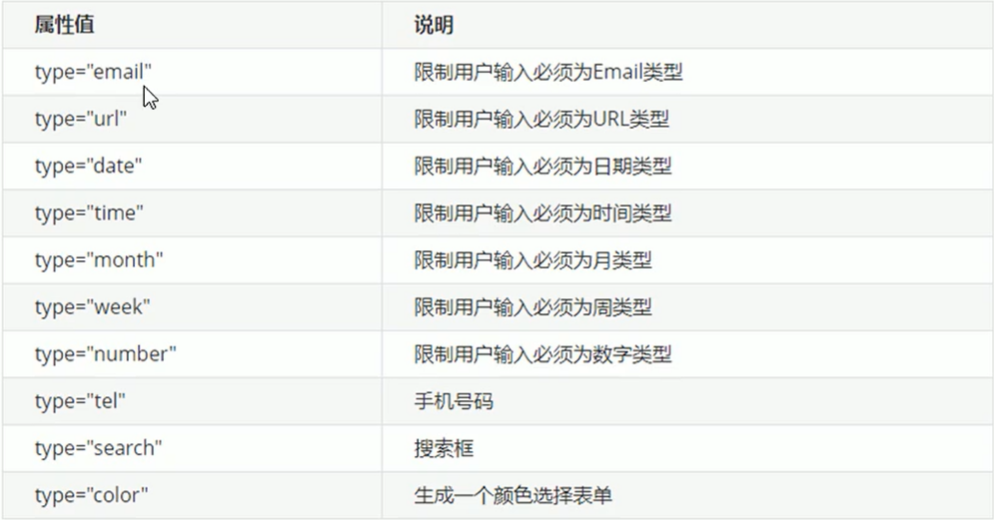 属性值 说明
type="email" 限制用户输入必须为Email类型
type="url" 限制用户输入必须为URL类型
type="date" 限制用户输入必须为日期类型
type="time" 限制用户输入必须为时间类型
type="month" 限制用户输入必须为月类型
type="week" 限制用户输入必须为周类型
type="number" 限制用户输入必须为数字类型
type="tel" 手机号码
type="search" 搜索框
type="color" 生成一个颜色选择表单